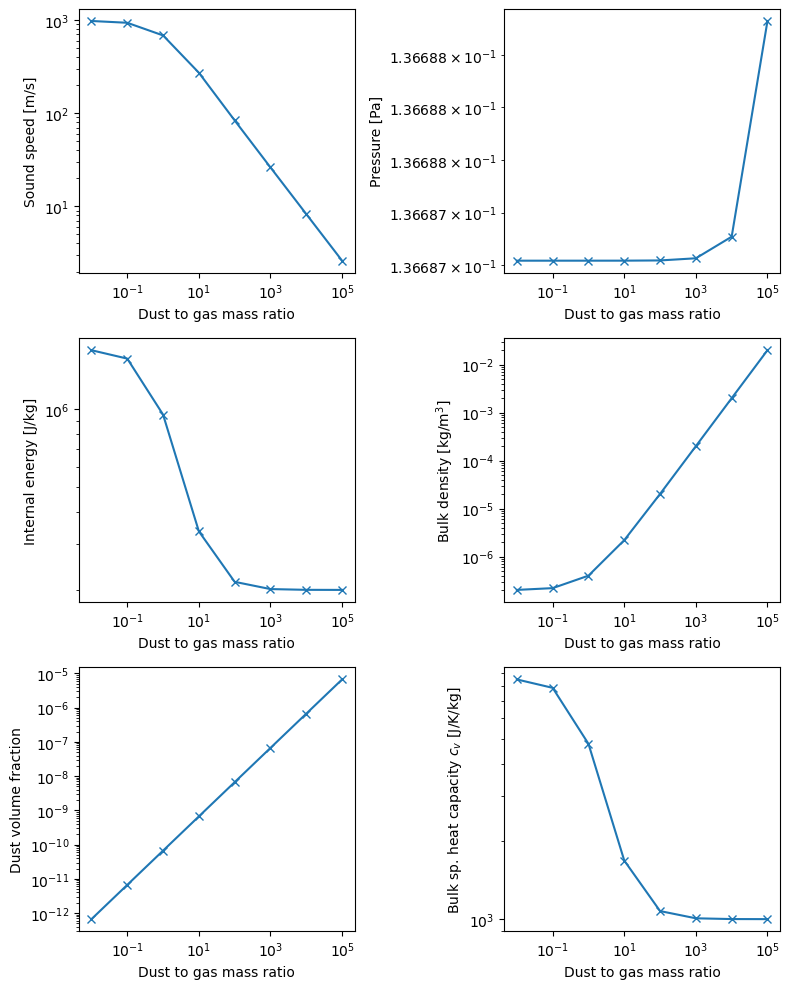 Sound speed [m/s]
10³
10²
10¹
10⁻¹ 10¹ 10³ 10⁵
Dust to gas mass ratio
Pressure [Pa]
1.36688 × 10⁻¹
1.36688 × 10⁻¹
1.36688 × 10⁻¹
1.36687 × 10⁻¹
1.36687 × 10⁻¹
10⁻¹ 10¹ 10³ 10⁵
Dust to gas mass ratio
Internal energy [J/kg]
10⁶
10⁻¹ 10¹ 10³ 10⁵
Dust to gas mass ratio
Bulk density [kg/m³]
10⁻²
10⁻³
10⁻⁴
10⁻⁵
10⁻⁶
10⁻¹ 10¹ 10³ 10⁵
Dust to gas mass ratio
Dust volume fraction
10⁻⁵
10⁻⁶
10⁻⁷
10⁻⁸
10⁻⁹
10⁻¹⁰
10⁻¹¹
10⁻¹²
10⁻¹ 10¹ 10³ 10⁵
Dust to gas mass ratio
Bulk sp. heat capacity cᵥ [J/K/kg]
10³
10⁻¹ 10¹ 10³ 10⁵
Dust to gas mass ratio